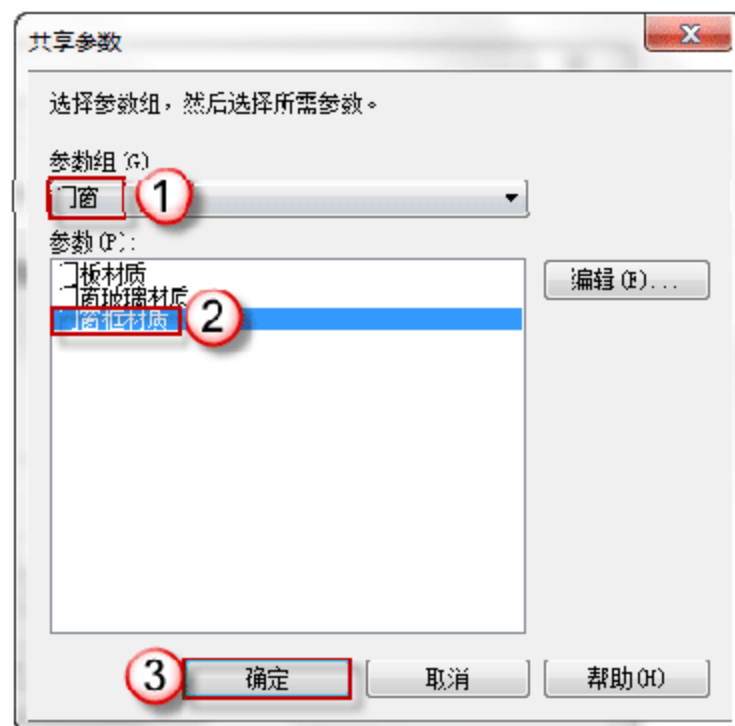 共享参数
选择参数组，然后选择所需参数。
参数组(G)
门窗 1
参数(P):
门板材质
门窗玻璃材质
门窗框材质 2
编辑(E)...
3 确定 取消 帮助(H)